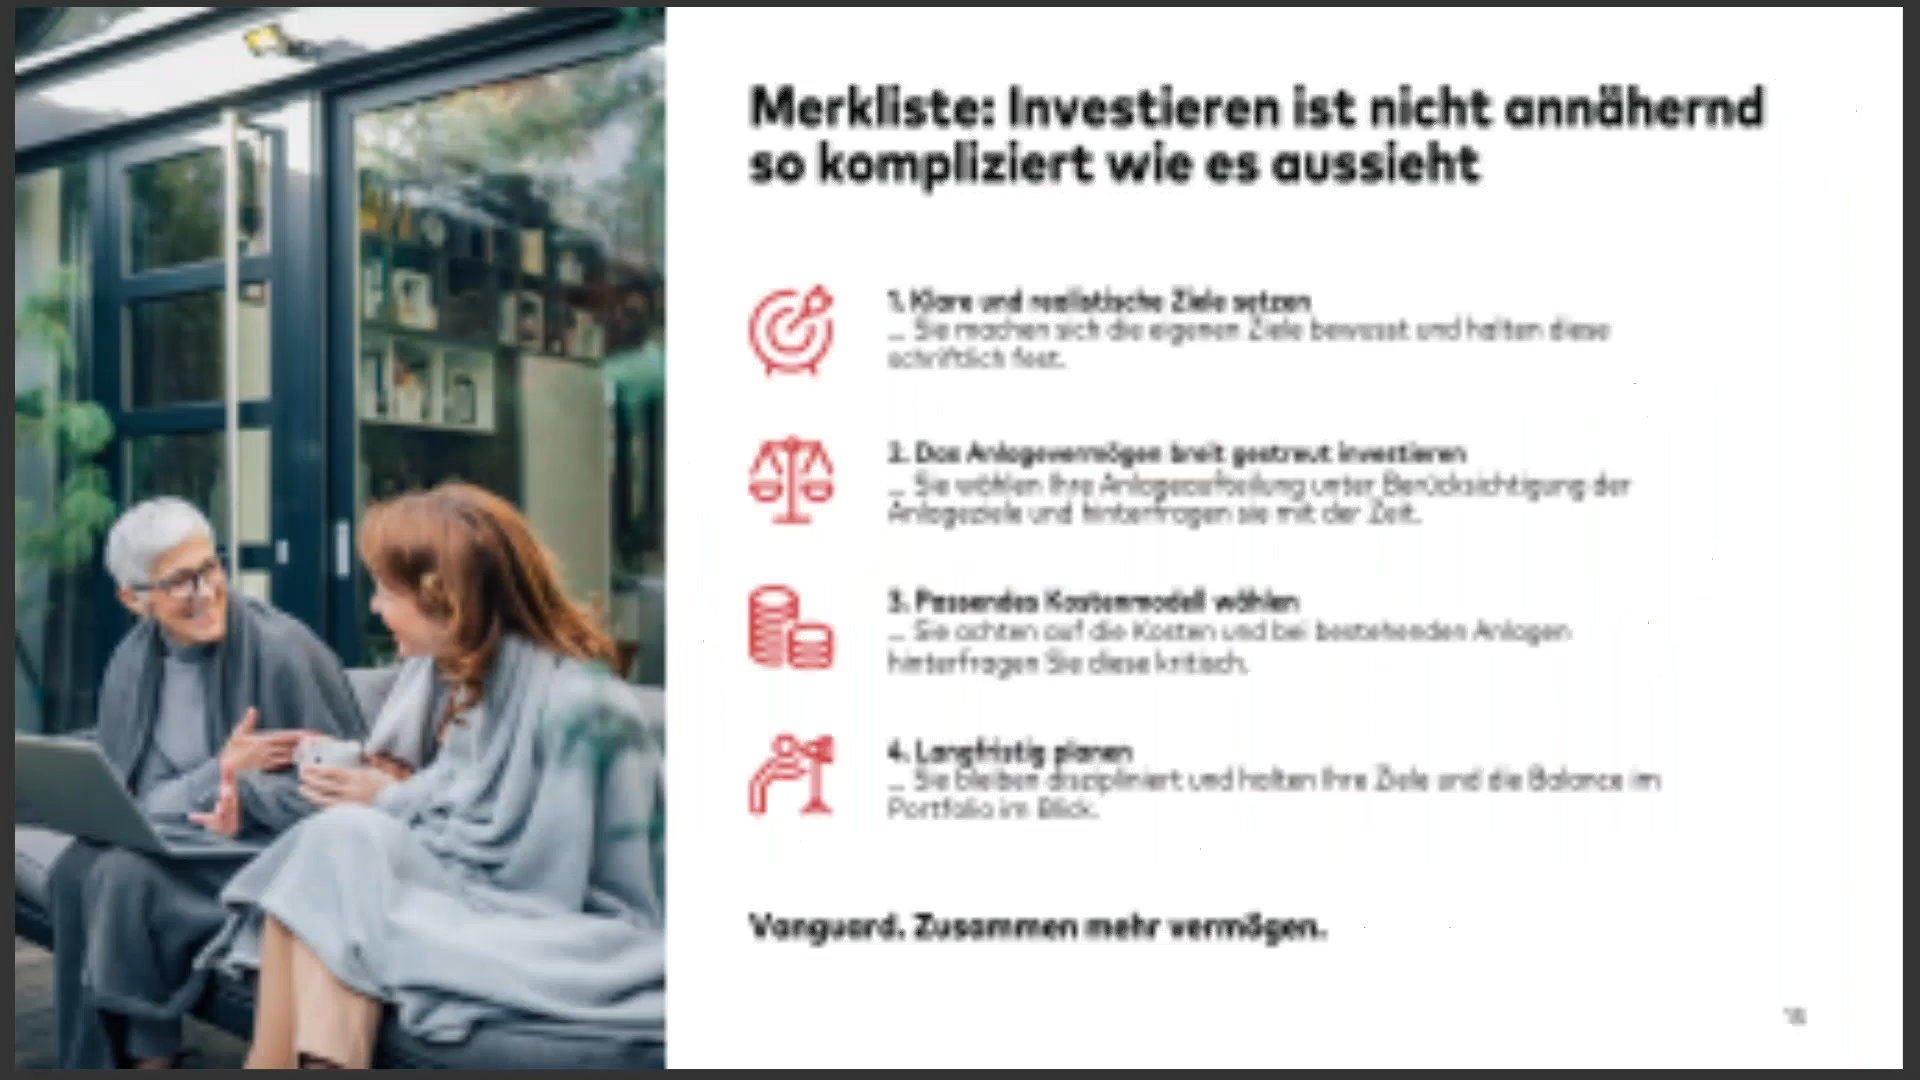 Merkliste: Investieren ist nicht annähernd
so kompliziert wie es aussieht
1. Klare und realistische Ziele setzen
... Sie machen sich die eigenen Ziele bewusst und halten diese
schriftlich fest.
2. Das Anlagevermögen breit gestreut investieren
... Sie wählen Ihre Anlageaufteilung unter Berücksichtigung der
Anlageziele und hinterfragen sie mit der Zeit.
3. Passendes Kostenmodell wählen
... Sie achten auf die Kosten und bei bestehenden Anlagen
hinterfragen Sie diese kritisch.
4. Langfristig planen
... Sie bleiben diszipliniert und halten Ihre Ziele und die Balance im
Portfolio im Blick.
Vanguard. Zusammen mehr vermögen.